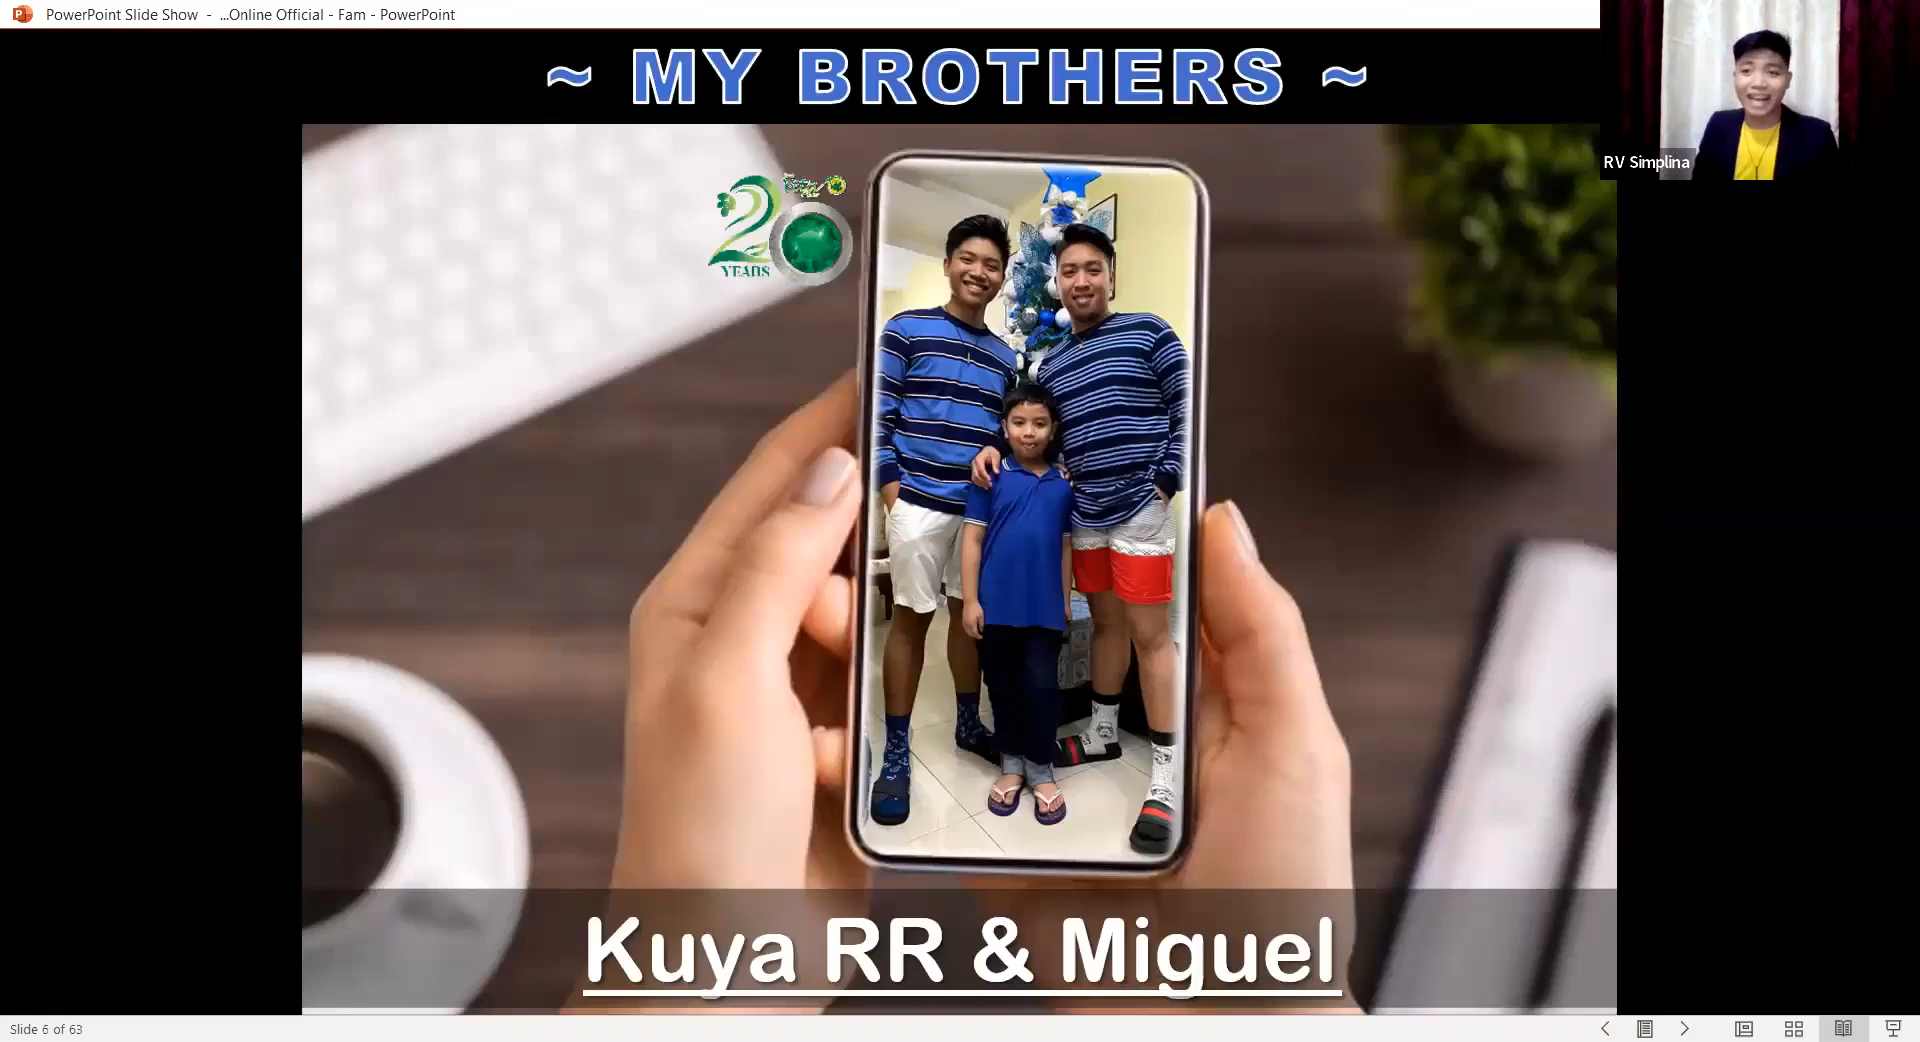 PowerPoint Slide Show - ...Online Official - Fam - PowerPoint
~ MY BROTHERS ~
RV Simplina
20
YEARS
Kuya RR & Miguel
Slide 6 of 63